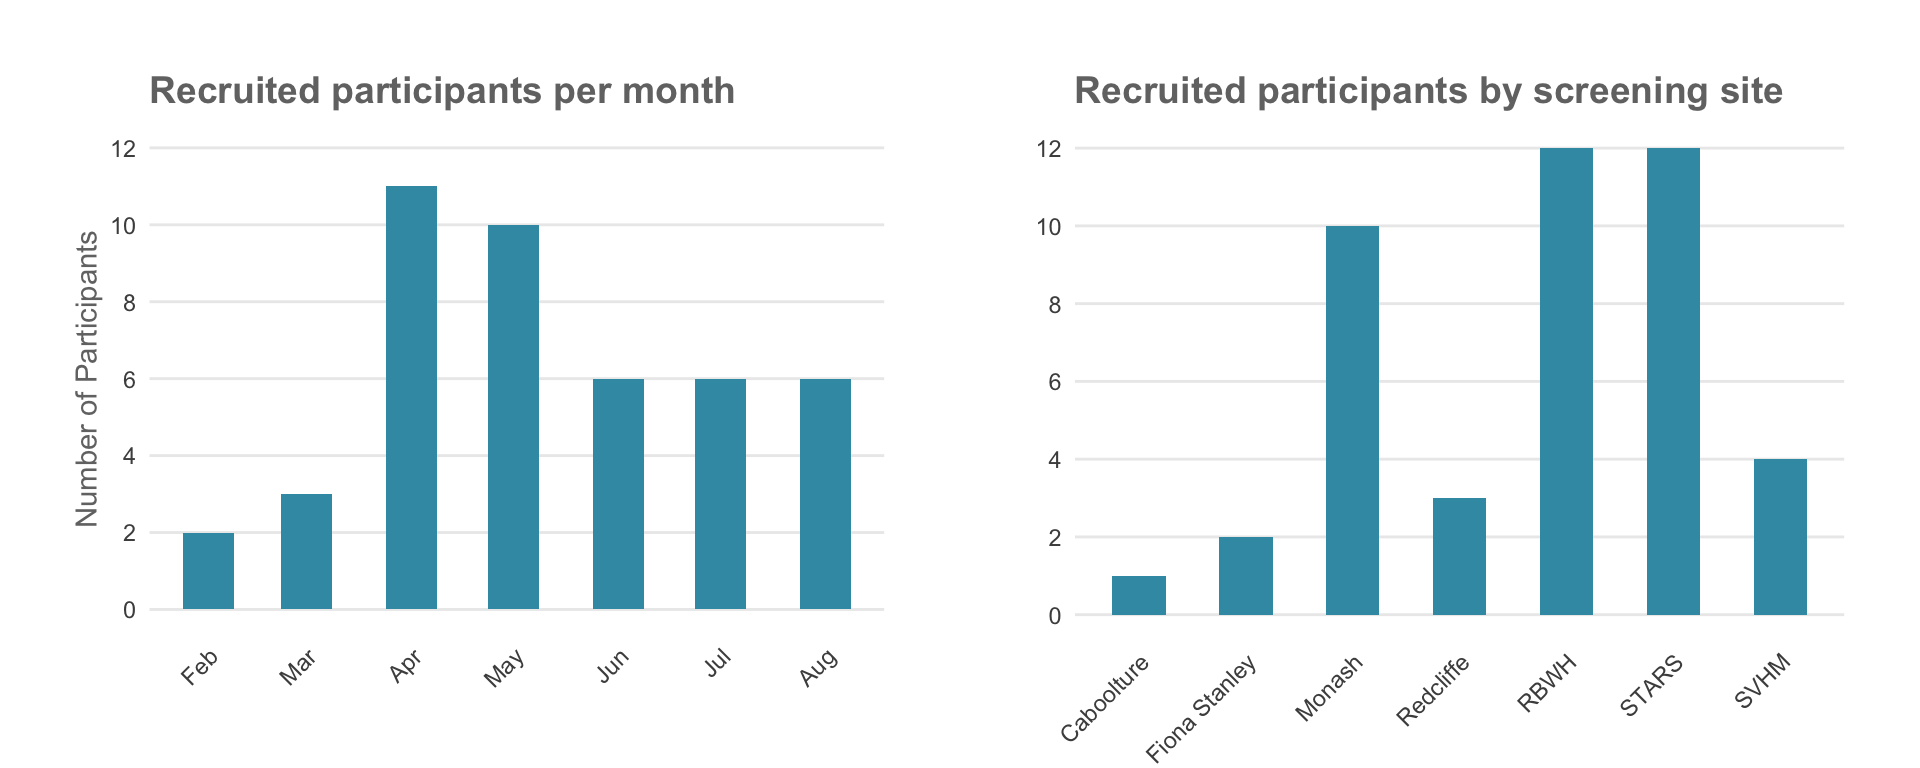 Recruited participants per month
Number of Participants
12
10
8
6
4
2
0
Feb
Mar
Apr
May
Jun
Jul
Aug
Recruited participants by screening site
12
10
8
6
4
2
0
Caboolture
Fiona Stanley
Monash
Redcliffe
RBWH
STARS
SVHM